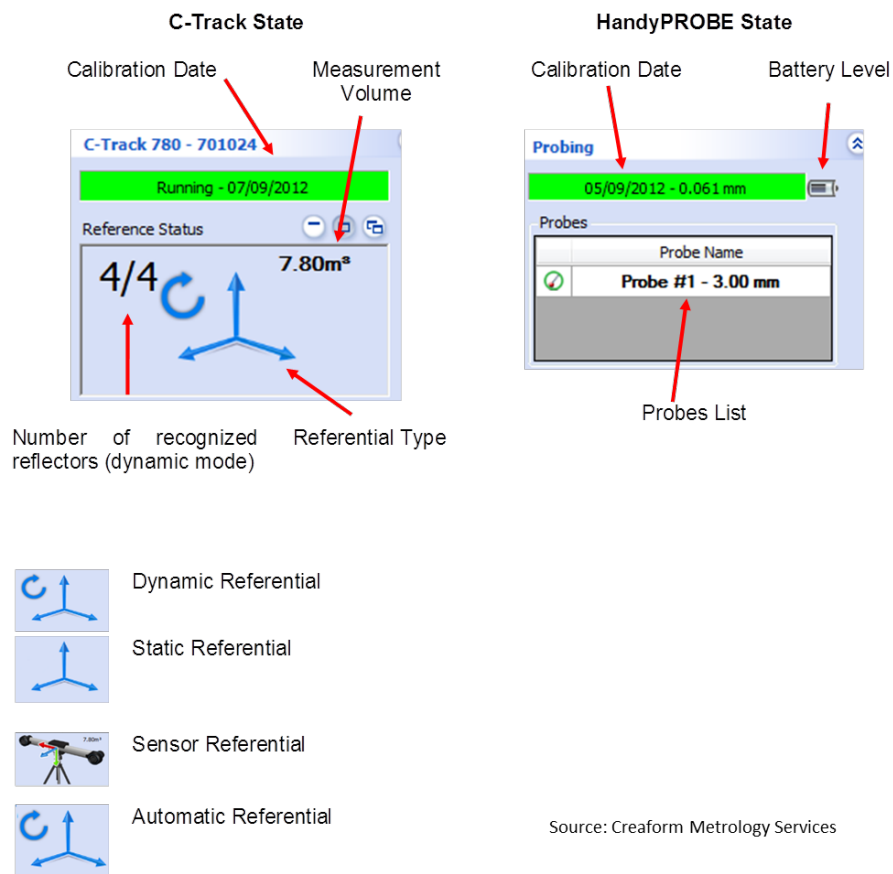 C-Track State
HandyPROBE State
Calibration Date
Measurement
Volume
Calibration Date
Battery Level
C-Track 780 - 701024
Running - 07/09/2012
Reference Status
4/4
7.80m³
Probing
05/09/2012 - 0.061 mm
Probes
Probe Name
Probe #1 - 3.00 mm
Number of recognized
reflectors (dynamic mode)
Referential Type
Probes List
Dynamic Referential
Static Referential
7.80m³
Sensor Referential
Automatic Referential
Source: Creaform Metrology Services